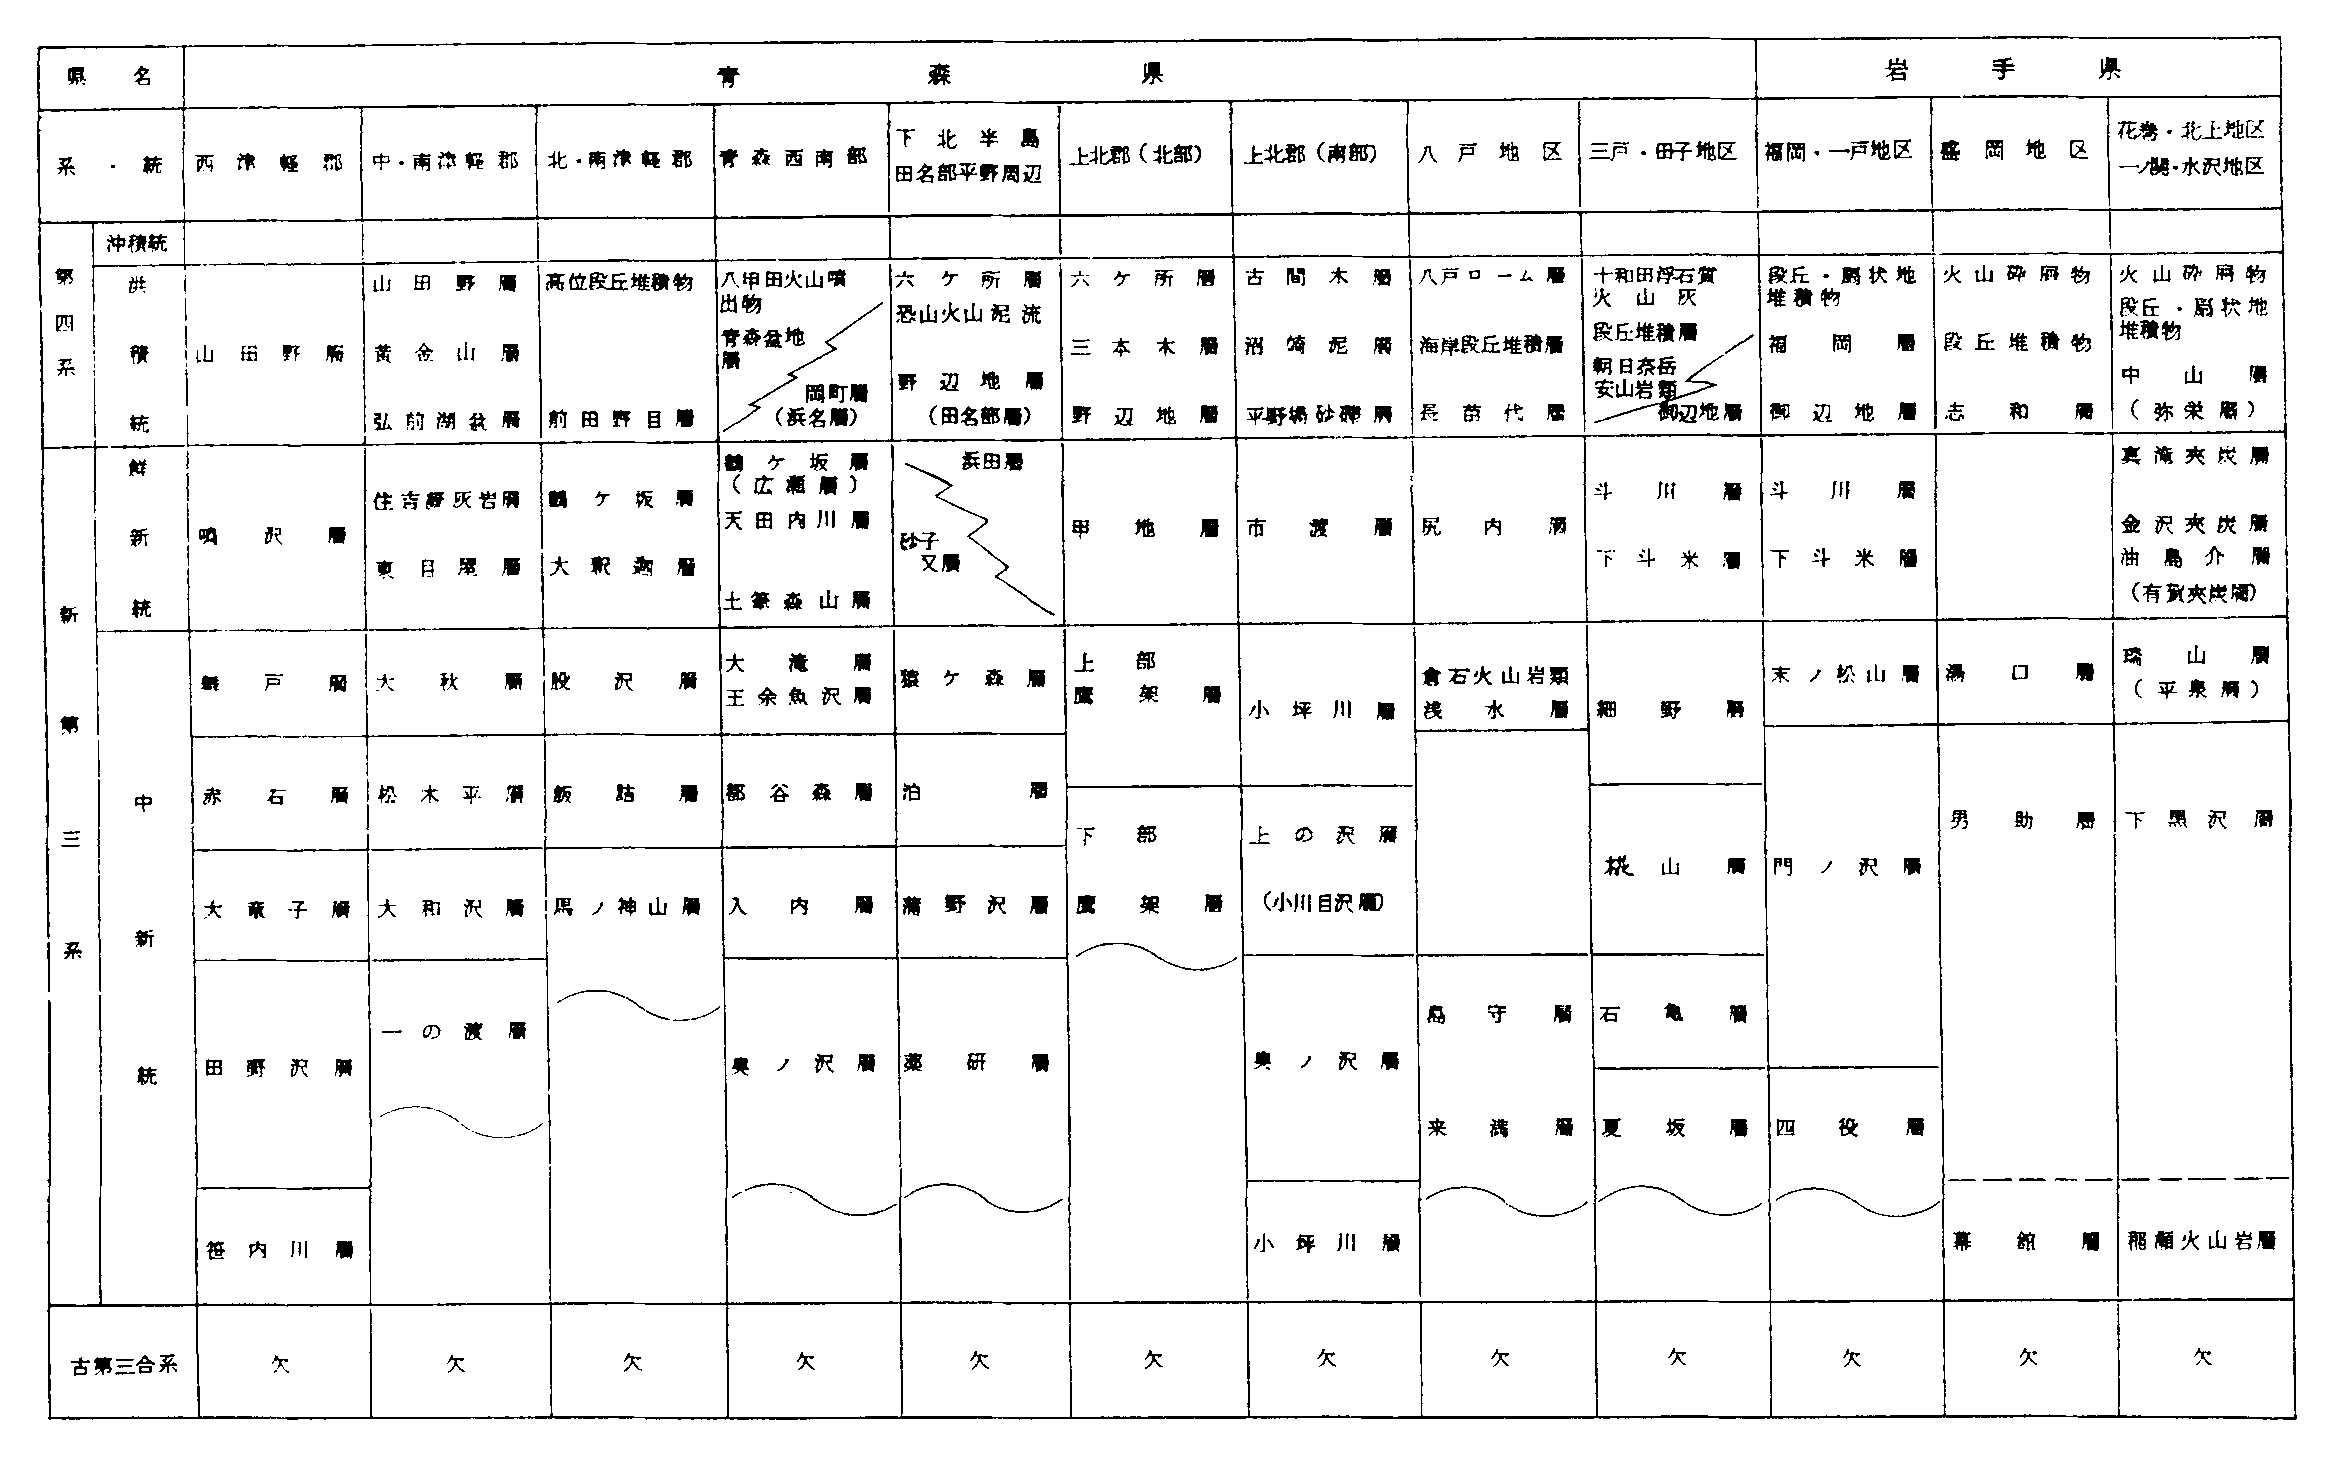 県名 青森県 岩手県
系・統 西津軽郡 中・南津軽郡 北・南津軽郡 青森西南部 下北半島 田名部平野周辺 上北郡(北部) 上北郡(南部) 八戸地区 三戸・田子地区 福岡・一戸地区 盛岡地区 花巻・北上地区 一ノ関・水沢地区
第四系
沖積統
洪積統
山田野層
山田野層
黄金山層
弘前湖盆層
高位段丘堆積物
前田野目層
八甲田火山噴
出物
青森盆地
層
岡町層
(浜名層)
六ケ所層
恐山火山泥流
野辺地層
(田名部層)
六ケ所層
三本木層
野辺地層
古間木層
沼崎泥層
平野場砂礫層
八戸ローム層
海岸段丘堆積層
長苗代層
十和田浮石質
火山灰
段丘堆積層
朝日奈岳
安山岩類
御辺地層
段丘・扇状地
堆積物
福岡層
御辺地層
火山砕屑物
段丘堆積物
志和層
火山砕屑物
段丘・扇状地
堆積物
中山層
(弥栄層)
新第三系
鮮新統
鳴沢層
住吉凝灰岩層
東目屋層
鶴ケ坂層
大釈迦層
鶴ケ坂層
(広瀬層)
天田内川層
土筆森山層
浜田層
砂子
又層
甲地層
市渡層
尻内層
斗川層
下斗米層
斗川層
下斗米層
真滝夾炭層
金沢夾炭層
油島介層
(有賀夾炭層)
中新統
舞戸層
赤石層
大童子層
田野沢層
笹内川層
大秋層
松木平層
大和沢層
一の渡層
股沢層
飯詰層
馬ノ神山層
大滝層
王余魚沢層
都谷森層
入内層
奥ノ沢層
猿ケ森層
泊層
蒲野沢層
薬研層
上部
鷹架層
下部
鷹架層
小坪川層
上の沢層
(小川目沢層)
奥ノ沢層
小坪川層
倉石火山岩類
浅水層
島守層
来満層
細野層
桃山層
石亀層
夏坂層
末ノ松山層
門ノ沢層
四役層
湯口層
男助層
幕館層
瑞山層
(平泉層)
下黒沢層
稲瀬火山岩層
古第三合系 欠 欠 欠 欠 欠 欠 欠 欠 欠 欠 欠 欠